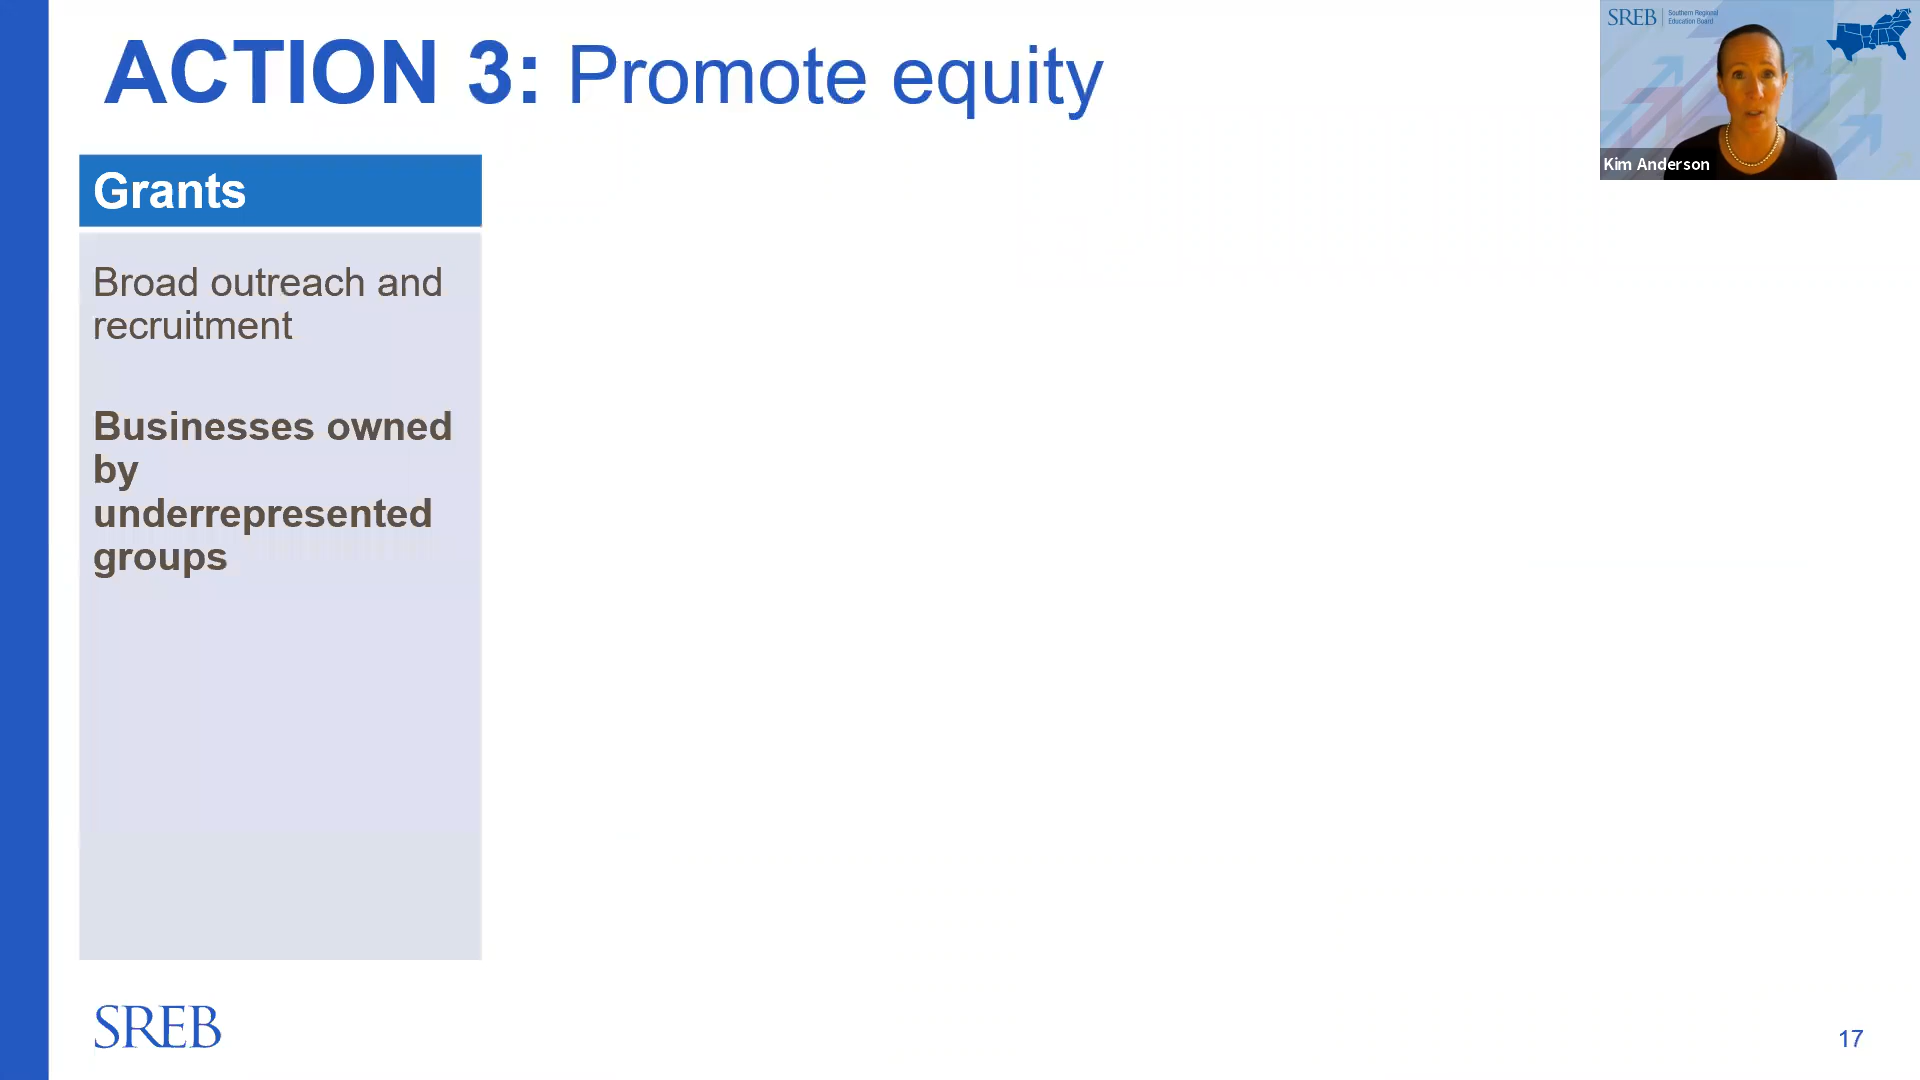 ACTION 3: Promote equity
SREB
Southern Regional
Education Board
Kim Anderson
Grants
Broad outreach and
recruitment
Businesses owned
by
underrepresented
groups
SREB
17